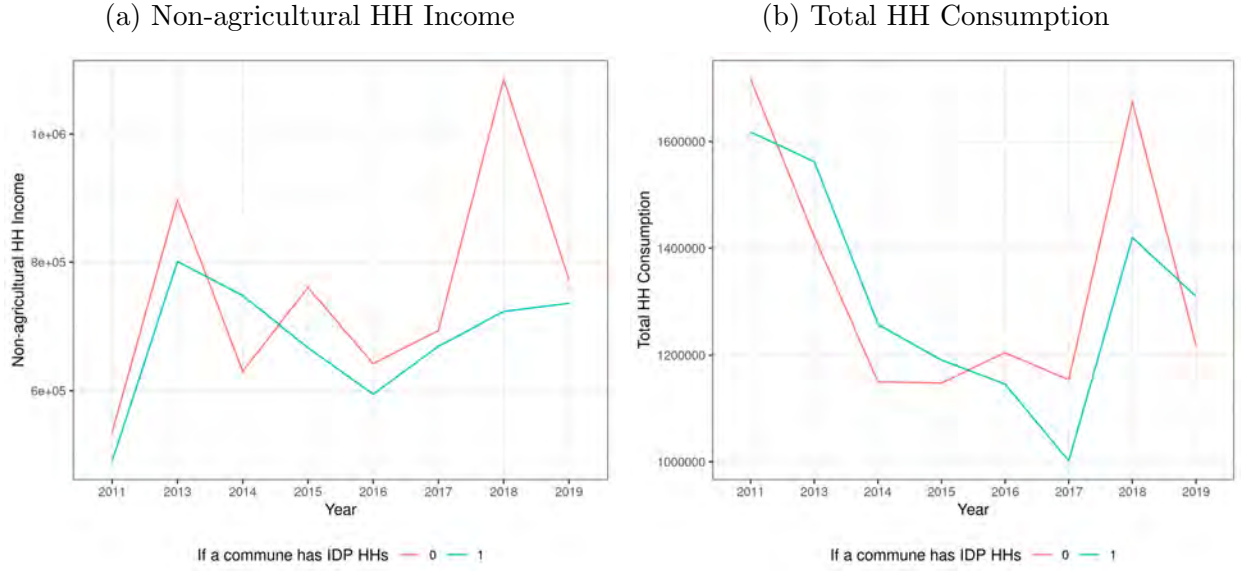 (a) Non-agricultural HH Income
(b) Total HH Consumption
Non-agricultural HH Income
1e+06
8e+05
6e+05
2011 2013 2014 2015 2016 2017 2018 2019
Year
If a commune has IDP HHs 0 1
Total HH Consumption
1600000
1400000
1200000
1000000
2011 2013 2014 2015 2016 2017 2018 2019
Year
If a commune has IDP HHs 0 1